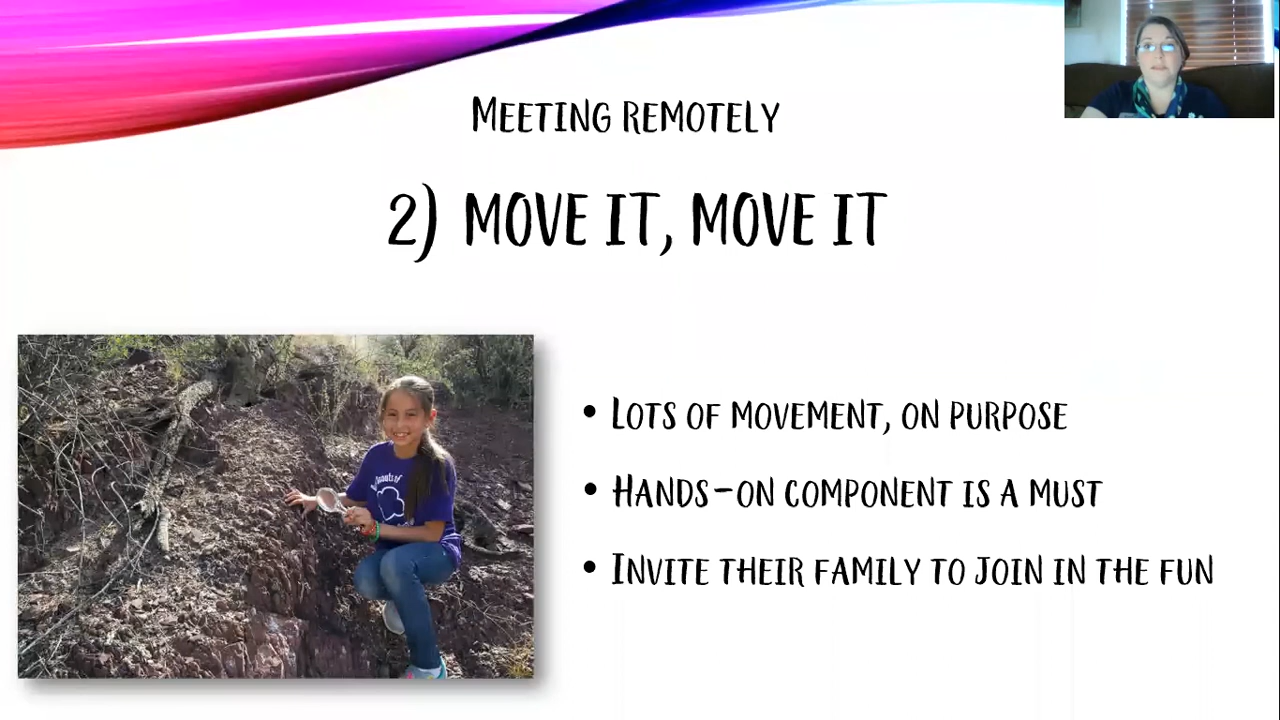 MEETING REMOTELY
2) MOVE IT, MOVE IT
• LOTS OF MOVEMENT, ON PURPOSE
• HANDS-ON COMPONENT IS A MUST
• INVITE THEIR FAMILY TO JOIN IN THE FUN